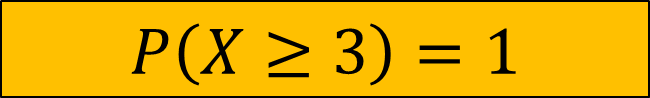 P(X ≥ 3) = 1